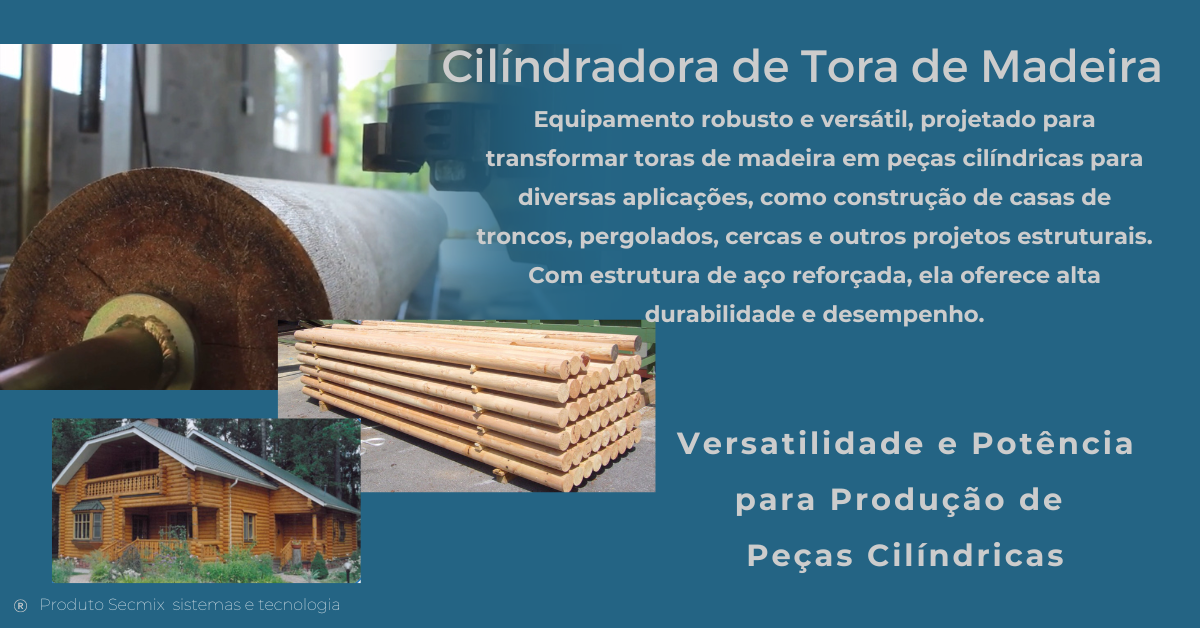 Cilíndradora de Tora de Madeira
Equipamento robusto e versátil, projetado para
transformar toras de madeira em peças cilíndricas para
diversas aplicações, como construção de casas de
troncos, pergolados, cercas e outros projetos estruturais.
Com estrutura de aço reforçada, ela oferece alta
durabilidade e desempenho.
Versatilidade e Potência
para Produção de
Peças Cilíndricas
® Produto Secmix sistemas e tecnologia